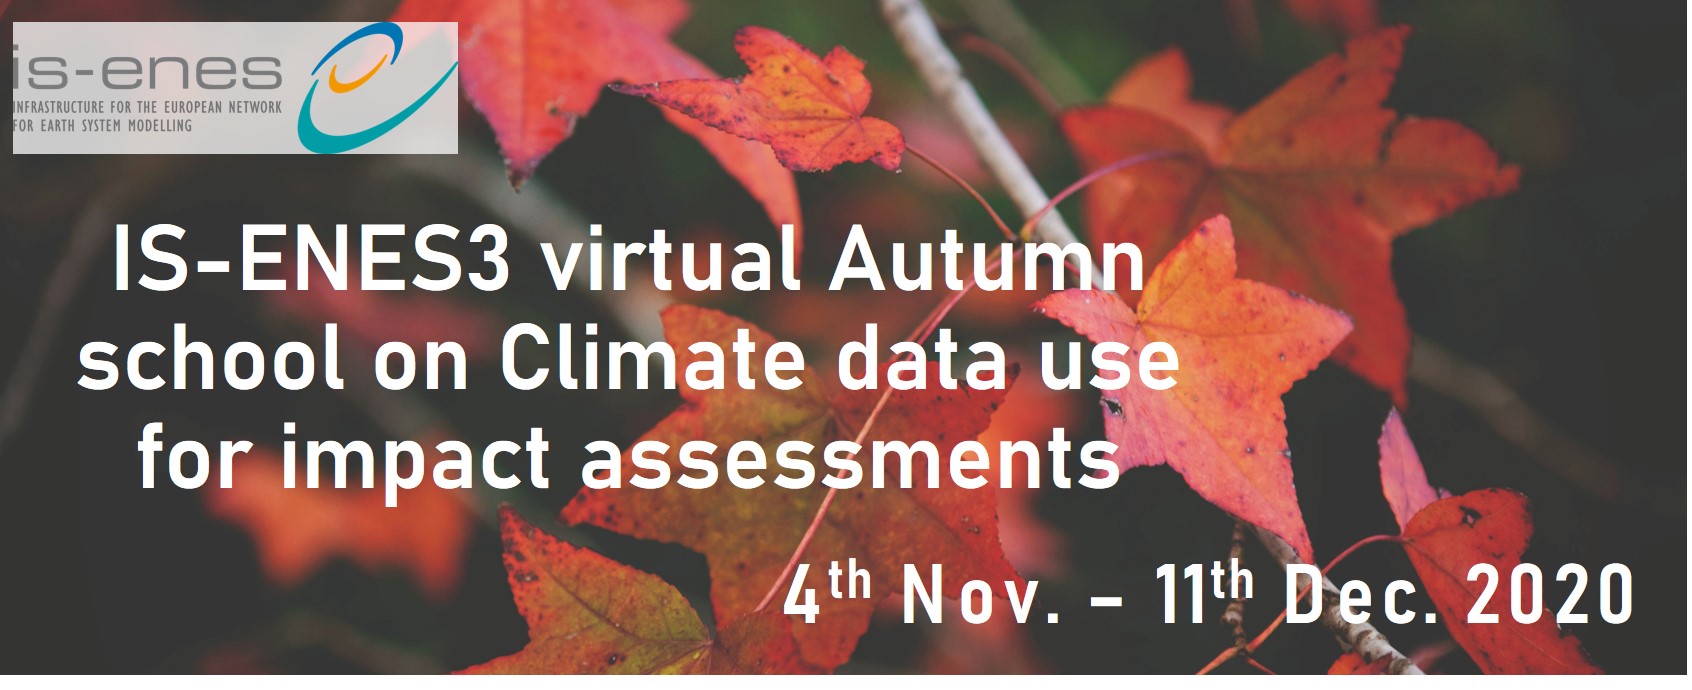 is-enes
INFRASTRUCTURE FOR THE EUROPEAN NETWORK
FOR EARTH SYSTEM MODELLING
IS-ENES3 virtual Autumn
school on Climate data use
for impact assessments
4th Nov. – 11th Dec. 2020